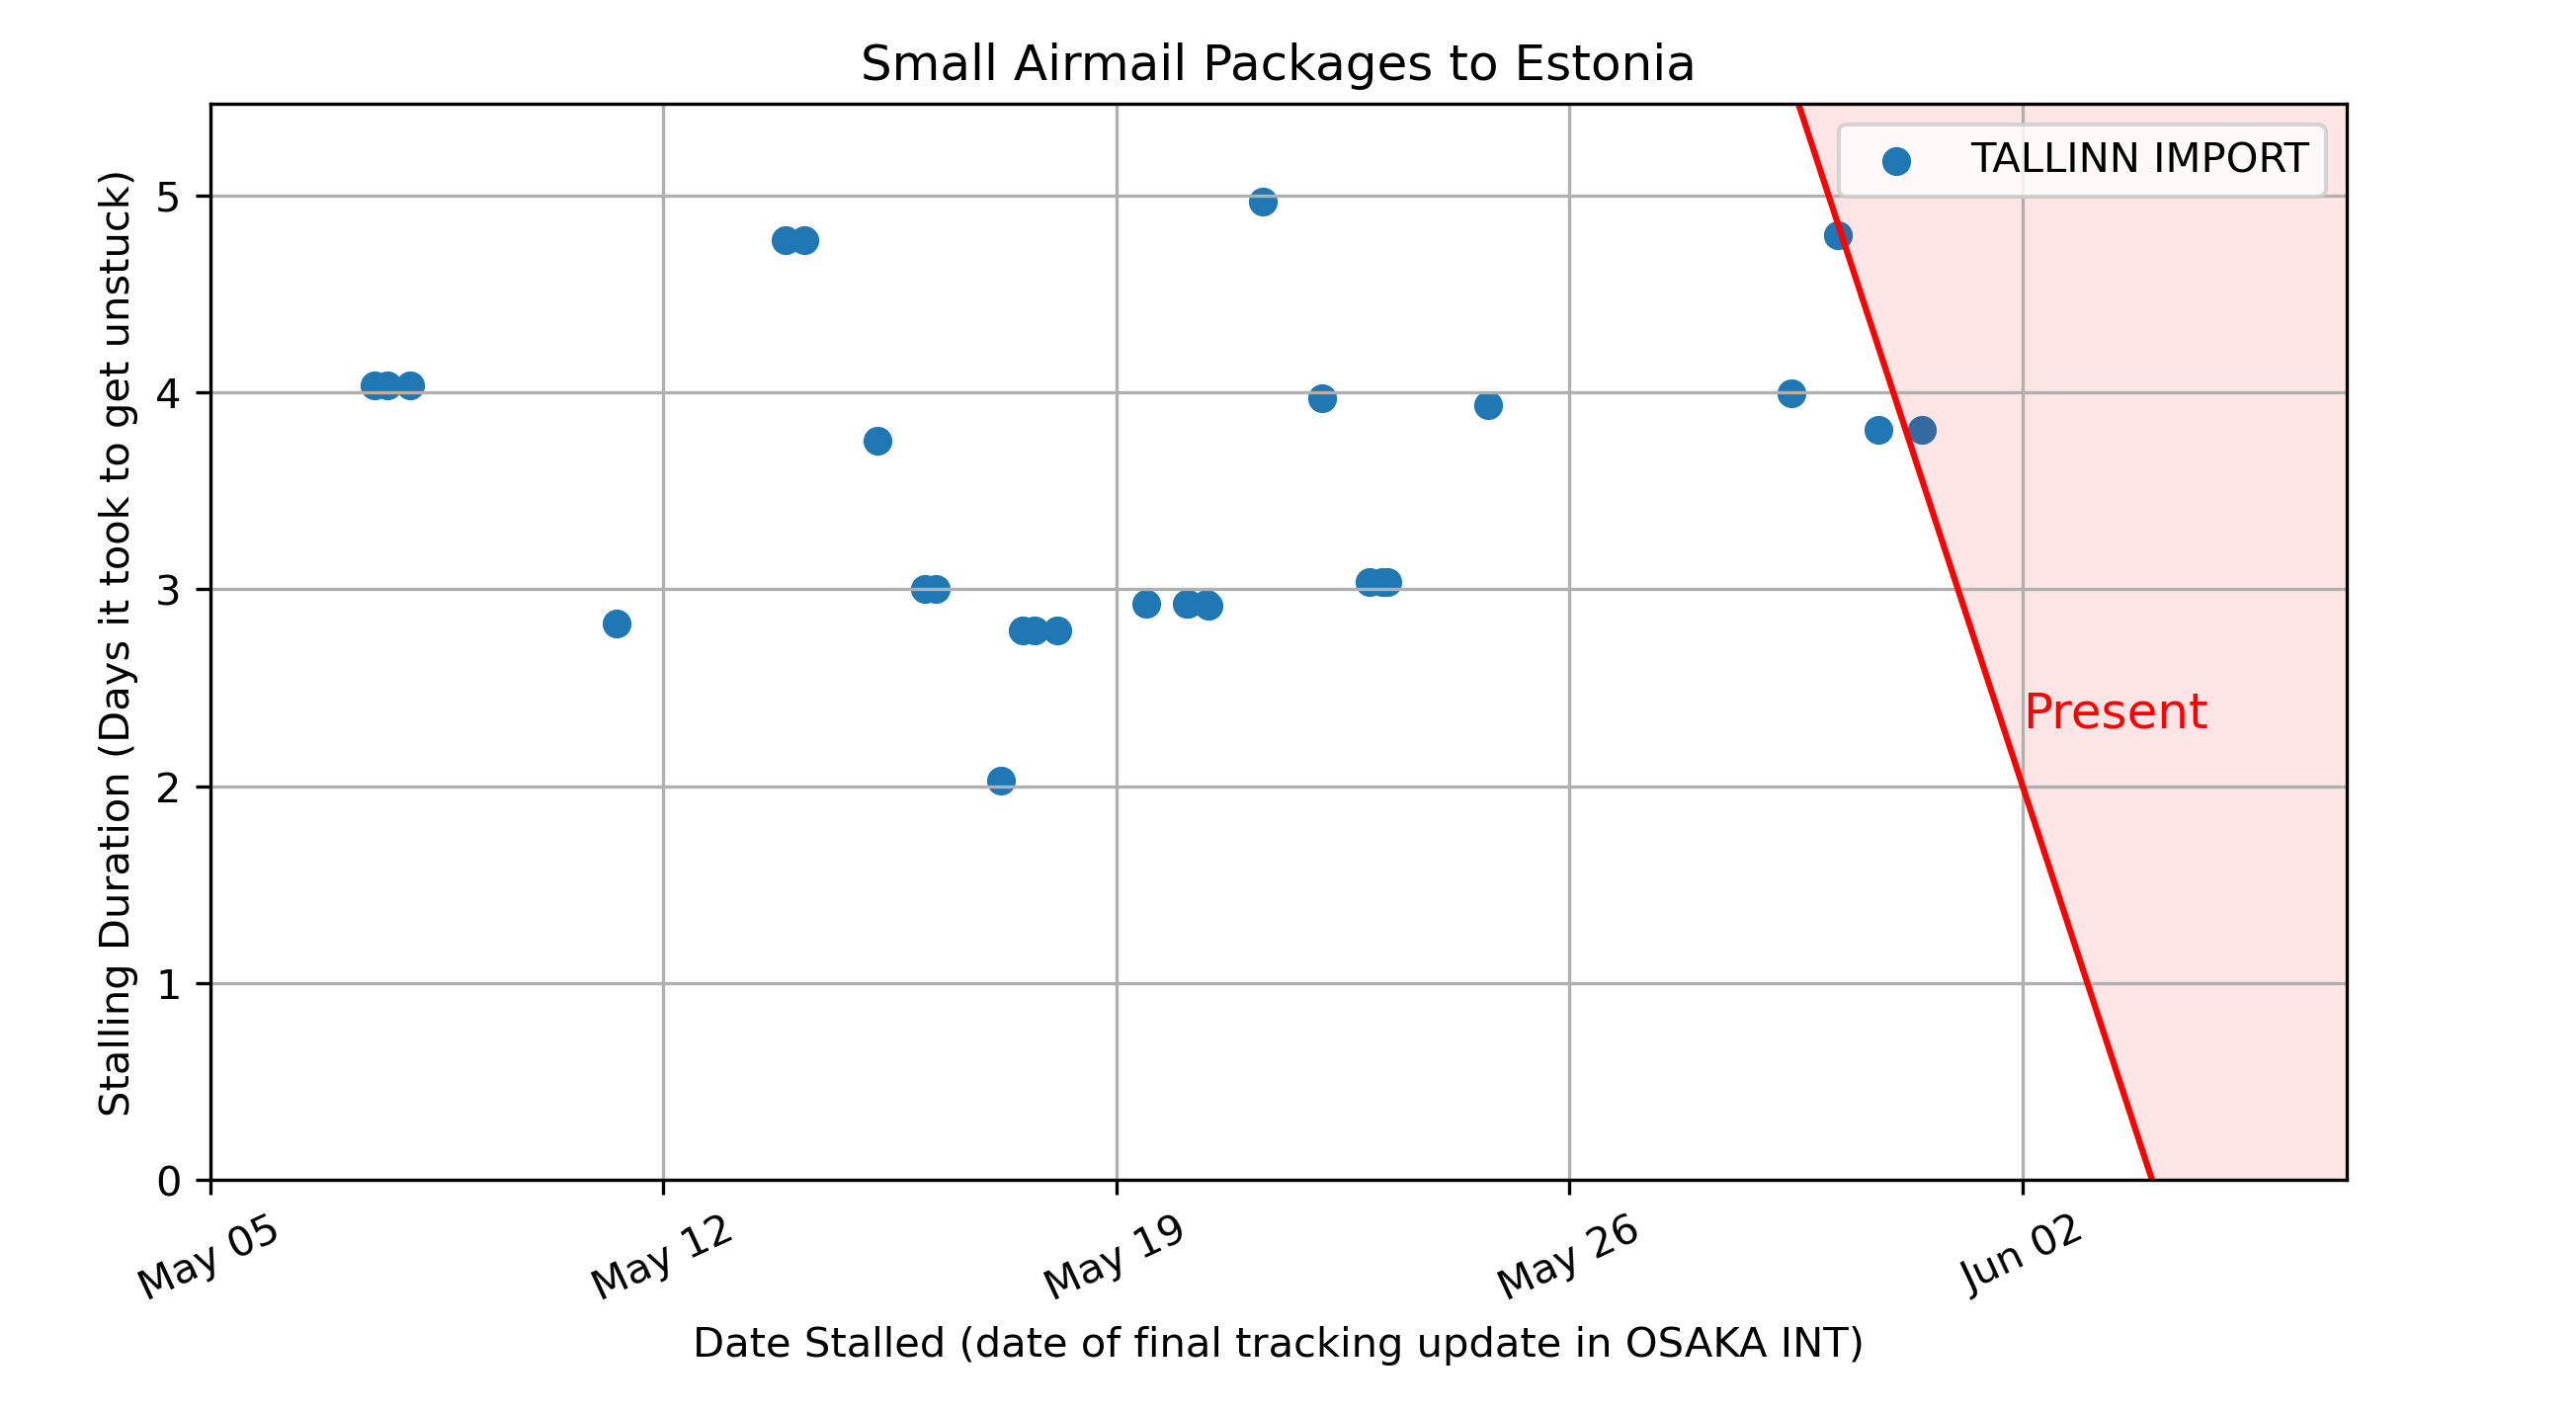 Small Airmail Packages to Estonia
TALLINN IMPORT
Stalling Duration (Days it took to get unstuck)
5
4
3
2
1
0
Present
May 05
May 12
May 19
May 26
Jun 02
Date Stalled (date of final tracking update in OSAKA INT)